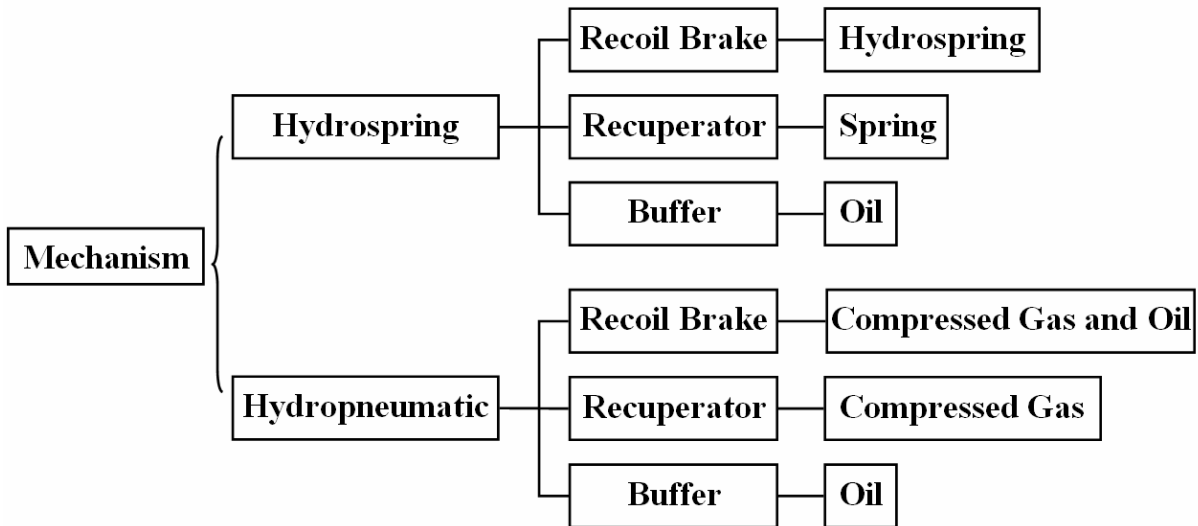 Mechanism
Hydrospring
Recoil Brake
Hydrospring
Recuperator
Spring
Buffer
Oil
Hydropneumatic
Recoil Brake
Compressed Gas and Oil
Recuperator
Compressed Gas
Buffer
Oil